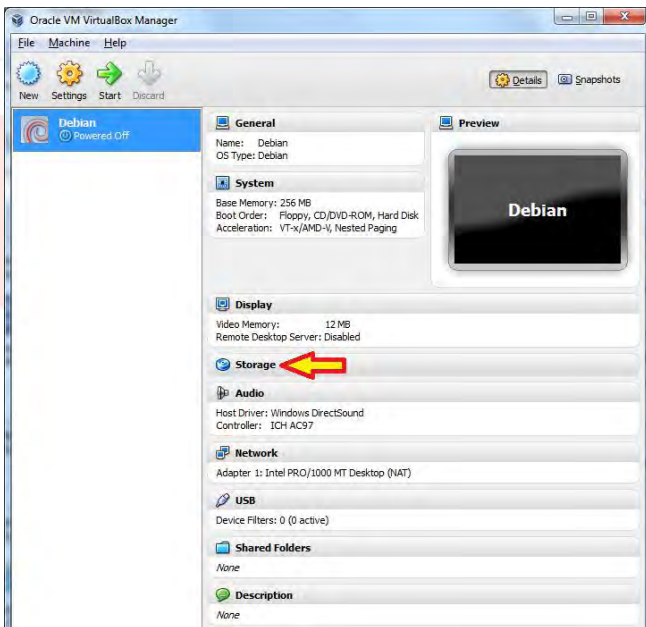 Oracle VM VirtualBox Manager
File Machine Help
New Settings Start Discard
Details Snapshots
Debian
Powered Off
General
Name: Debian
OS Type: Debian
System
Base Memory: 256 MB
Boot Order: Floppy, CD/DVD-ROM, Hard Disk
Acceleration: VT-x/AMD-V, Nested Paging
Preview
Debian
Display
Video Memory: 12 MB
Remote Desktop Server: Disabled
Storage
Audio
Host Driver: Windows DirectSound
Controller: ICH AC97
Network
Adapter 1: Intel PRO/1000 MT Desktop (NAT)
USB
Device Filters: 0 (0 active)
Shared Folders
None
Description
None